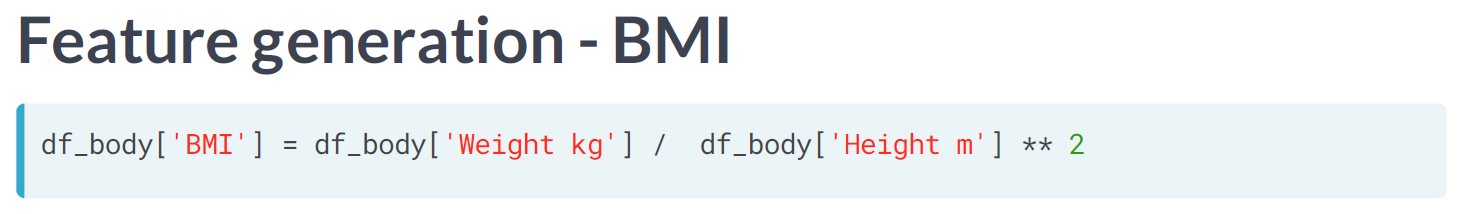 Feature generation - BMI
df_body['BMI'] = df_body['Weight kg'] /  df_body['Height m'] ** 2